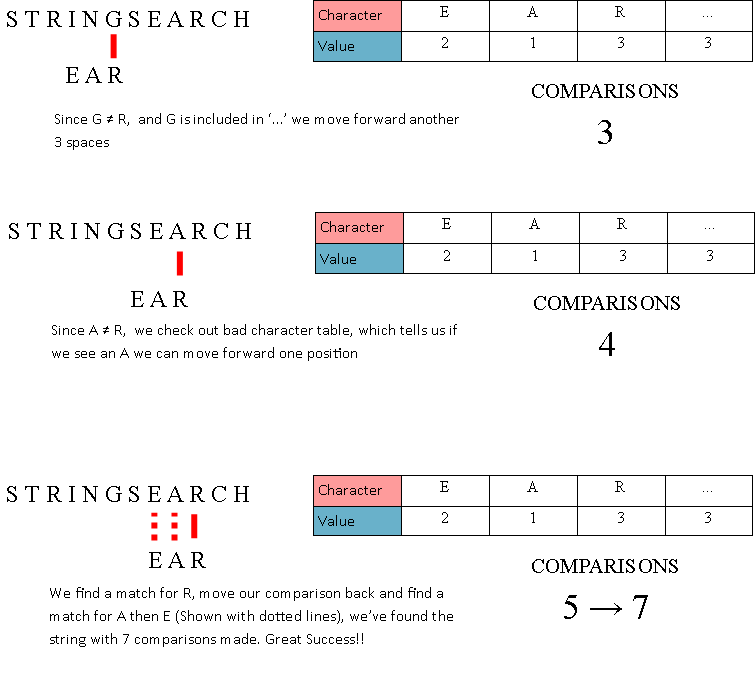 STRINGSEARCH
EAR
Since G ≠ R,  and G is included in ‘...’ we move forward another
3 spaces
Character E A R ...
Value 2 1 3 3
COMPARISONS
3
STRINGSEARCH
EAR
Since A ≠ R,  we check out bad character table, which tells us if
we see an A we can move forward one position
Character E A R ...
Value 2 1 3 3
COMPARISONS
4
STRINGSEARCH
EAR
We find a match for R, move our comparison back and find a
match for A then E (Shown with dotted lines), we’ve found the
string with 7 comparisons made. Great Success!!
Character E A R ...
Value 2 1 3 3
COMPARISONS
5 → 7